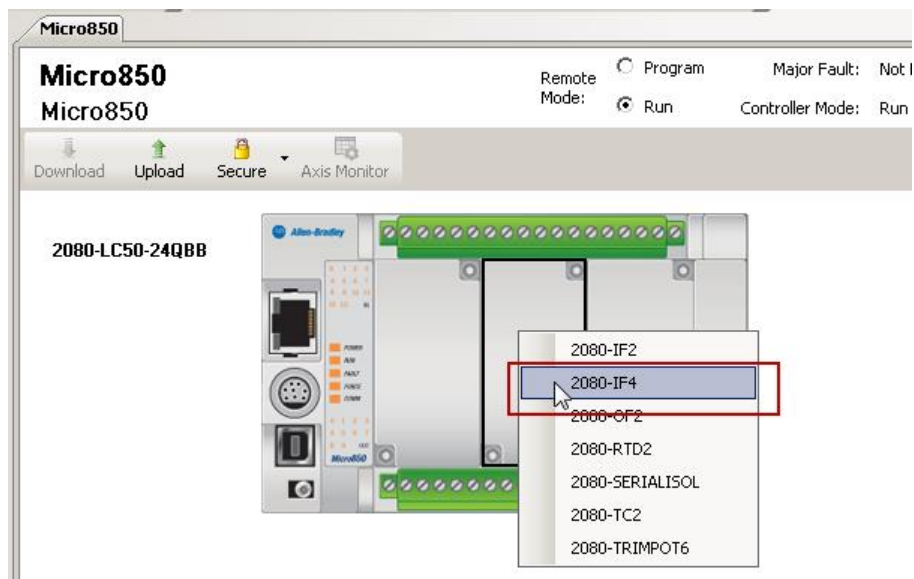 Micro850
Micro850
Micro850
Remote Mode:
Program
Run
Major Fault: Not
Controller Mode: Run
Download Upload Secure Axis Monitor
2080-LC50-24QBB
Allen-Bradley
POWER
RUN
FAULT
FORCE
COMM
Micro850
2080-IF2
2080-IF4
2080-OF2
2080-RTD2
2080-SERIALISOL
2080-TC2
2080-TRIMPOT6